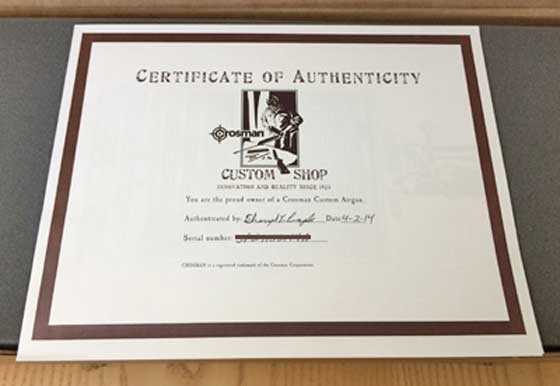 CERTIFICATE OF AUTHENTICITY
Crosman
CUSTOM SHOP
INNOVATION AND QUALITY SINCE 1923
You are the proud owner of a Crosman Custom Airgun.
Authenticated by: Date 4-2-14
Serial number:
CROSMAN is a registered trademark of the Crosman Corporation.